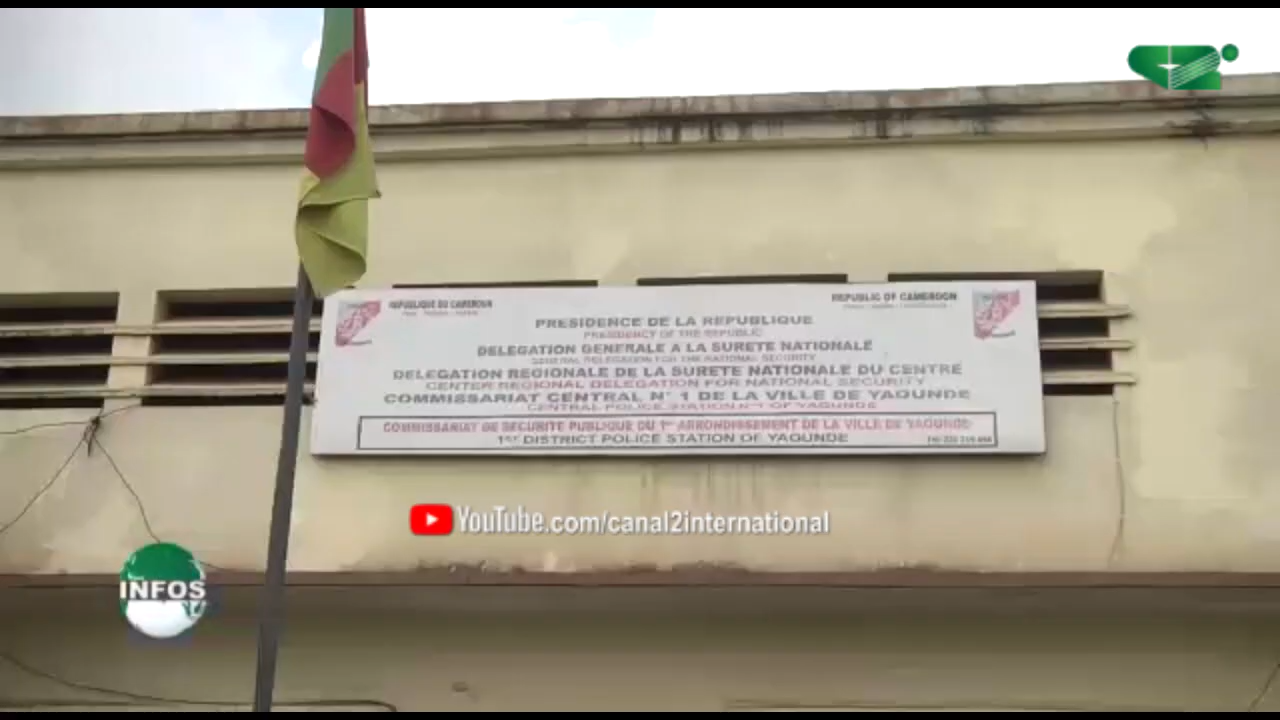 REPUBLIQUE DU CAMEROUN
REPUBLIC OF CAMEROON
PRESIDENCE DE LA REPUBLIQUE
PRESIDENCY OF THE REPUBLIC
DELEGATION GENERALE A LA SURETE NATIONALE
GENERAL DELEGATION FOR THE NATIONAL SECURITY
DELEGATION REGIONALE DE LA SURETE NATIONALE DU CENTRE
CENTER REGIONAL DELEGATION FOR NATIONAL SECURITY
COMMISSARIAT CENTRAL N° 1 DE LA VILLE DE YAOUNDE
CENTRAL POLICE STATION N°1 OF YAOUNDE
COMMISSARIAT DE SECURITE PUBLIQUE DU 1er ARRONDISSEMENT DE LA VILLE DE YAOUNDE
1ST DISTRICT POLICE STATION OF YAOUNDE
YouTube.com/canal2international
INFOS